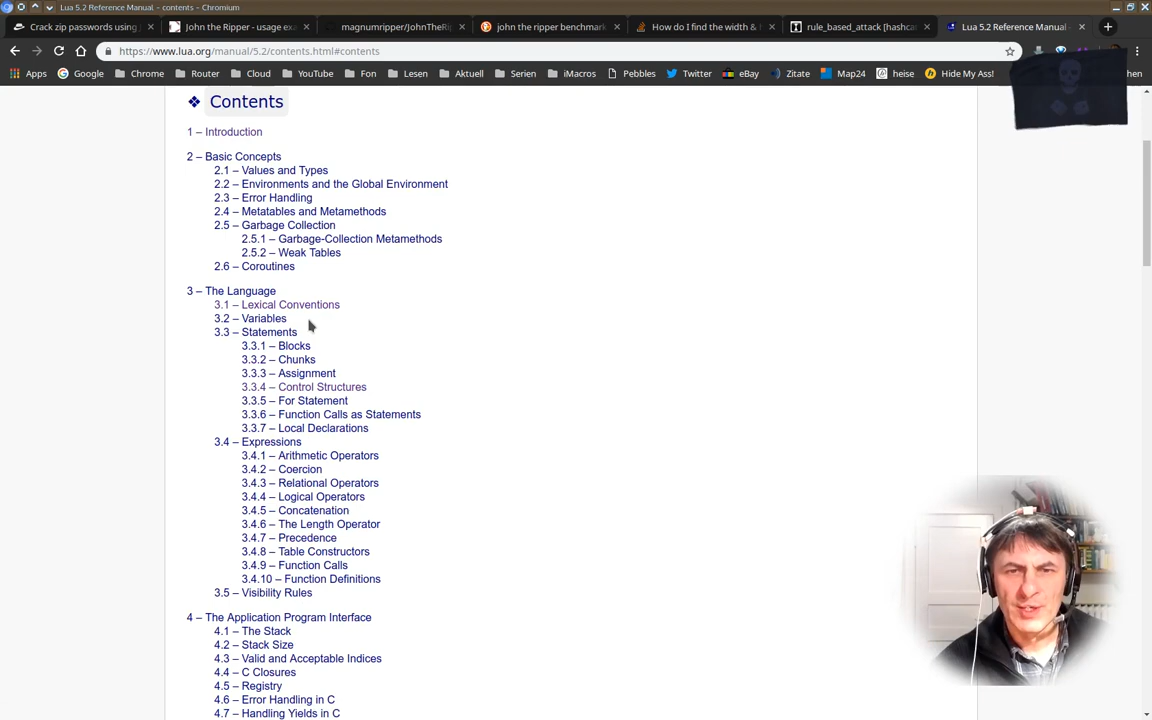 Lua 5.2 Reference Manual – contents – Chromium
Crack zip passwords using
John the Ripper - usage exa
magnumripper/JohnTheRi
john the ripper benchmark
How do I find the width & h
rule_based_attack [hashca
Lua 5.2 Reference Manual -
https://www.lua.org/manual/5.2/contents.html#contents
Apps Google Chrome Router Cloud YouTube Fon Lesen Aktuell Serien iMacros Pebbles Twitter eBay Zitate Map24 heise Hide My Ass! hen
❖ Contents
1 – Introduction
2 – Basic Concepts
2.1 – Values and Types
2.2 – Environments and the Global Environment
2.3 – Error Handling
2.4 – Metatables and Metamethods
2.5 – Garbage Collection
2.5.1 – Garbage-Collection Metamethods
2.5.2 – Weak Tables
2.6 – Coroutines
3 – The Language
3.1 – Lexical Conventions
3.2 – Variables
3.3 – Statements
3.3.1 – Blocks
3.3.2 – Chunks
3.3.3 – Assignment
3.3.4 – Control Structures
3.3.5 – For Statement
3.3.6 – Function Calls as Statements
3.3.7 – Local Declarations
3.4 – Expressions
3.4.1 – Arithmetic Operators
3.4.2 – Coercion
3.4.3 – Relational Operators
3.4.4 – Logical Operators
3.4.5 – Concatenation
3.4.6 – The Length Operator
3.4.7 – Precedence
3.4.8 – Table Constructors
3.4.9 – Function Calls
3.4.10 – Function Definitions
3.5 – Visibility Rules
4 – The Application Program Interface
4.1 – The Stack
4.2 – Stack Size
4.3 – Valid and Acceptable Indices
4.4 – C Closures
4.5 – Registry
4.6 – Error Handling in C
4.7 – Handling Yields in C